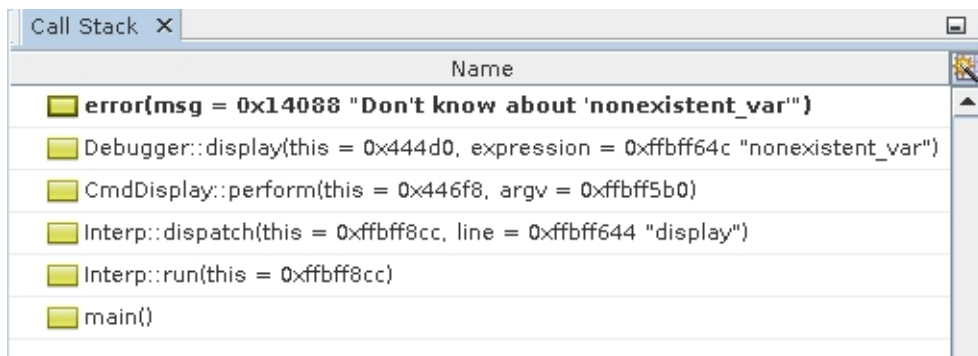 Call Stack
Name
error(msg = 0x14088 "Don't know about 'nonexistent_var'")
Debugger::display(this = 0x444d0, expression = 0xffbff64c "nonexistent_var")
CmdDisplay::perform(this = 0x446f8, argv = 0xffbff5b0)
Interp::dispatch(this = 0xffbff8cc, line = 0xffbff644 "display")
Interp::run(this = 0xffbff8cc)
main()